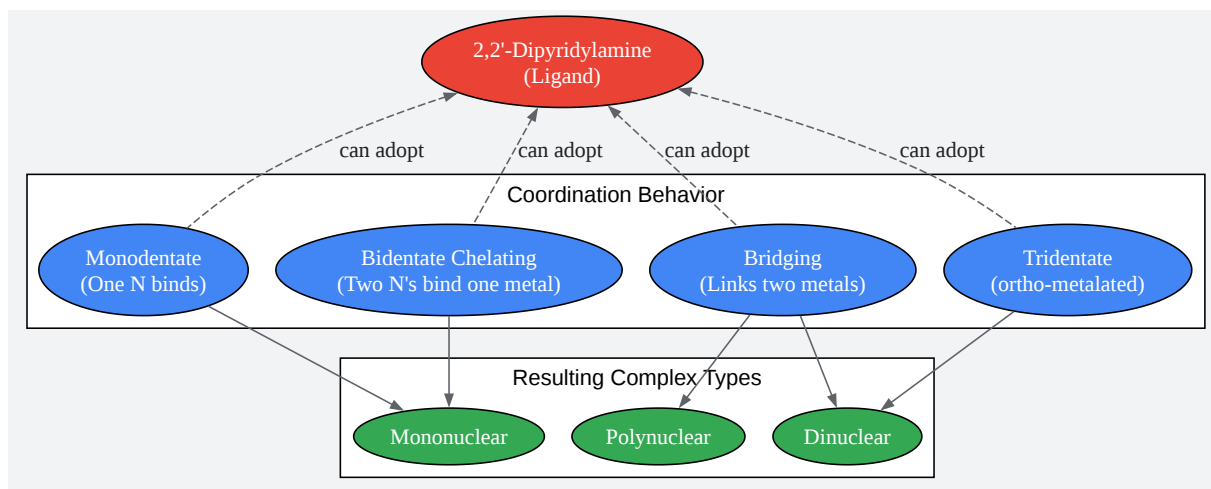 2,2'-Dipyridylamine
(Ligand)
can adopt
can adopt
can adopt
can adopt
Coordination Behavior
Monodentate
(One N binds)
Bidentate Chelating
(Two N's bind one metal)
Bridging
(Links two metals)
Tridentate
(ortho-metalated)
Resulting Complex Types
Mononuclear
Polynuclear
Dinuclear